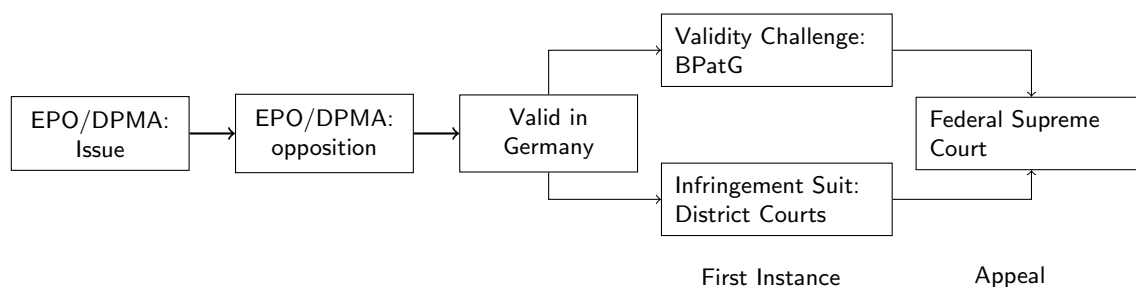 EPO/DPMA:
Issue
EPO/DPMA:
opposition
Valid in
Germany
Validity Challenge:
BPatG
Infringement Suit:
District Courts
Federal Supreme
Court
First Instance
Appeal